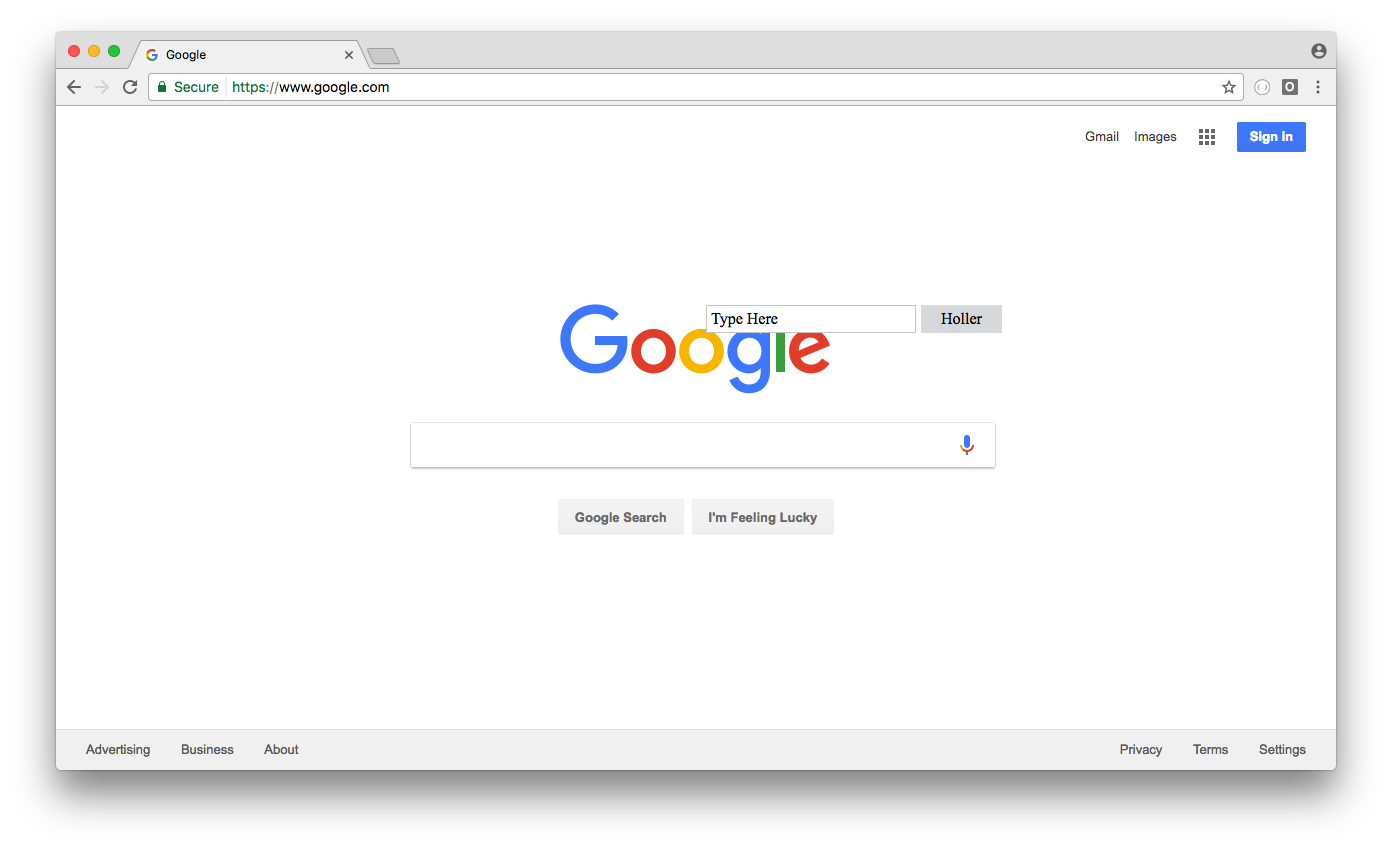 Google
Secure https://www.google.com
Gmail Images Sign in
Type Here Holler
Google
Google Search I'm Feeling Lucky
Advertising Business About Privacy Terms Settings